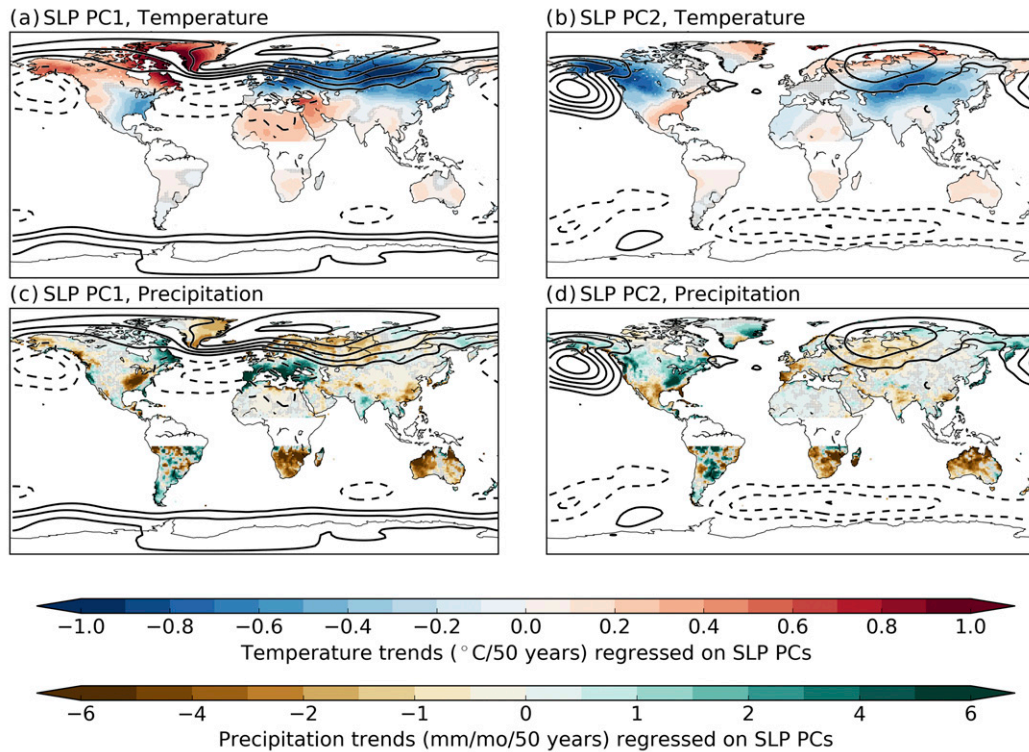 (a) SLP PC1, Temperature
(b) SLP PC2, Temperature
(c) SLP PC1, Precipitation
(d) SLP PC2, Precipitation
−1.0 −0.8 −0.6 −0.4 −0.2 0.0 0.2 0.4 0.6 0.8 1.0
Temperature trends (°C/50 years) regressed on SLP PCs
−6 −4 −2 −1 0 1 2 4 6
Precipitation trends (mm/mo/50 years) regressed on SLP PCs